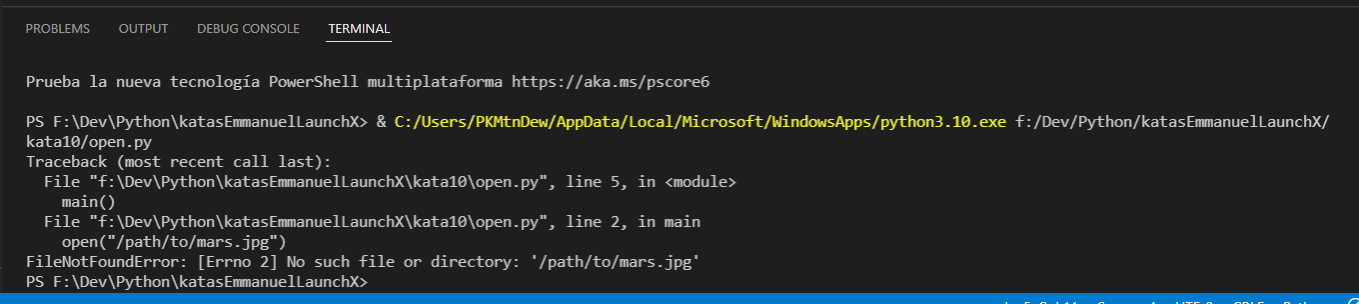 PROBLEMS OUTPUT DEBUG CONSOLE TERMINAL
Prueba la nueva tecnología PowerShell multiplataforma https://aka.ms/pscore6
PS F:\Dev\Python\katasEmmanuelLaunchX> & C:/Users/PKMtnDew/AppData/Local/Microsoft/WindowsApps/python3.10.exe f:/Dev/Python/katasEmmanuelLaunchX/
kata10/open.py
Traceback (most recent call last):
  File "f:\Dev\Python\katasEmmanuelLaunchX\kata10\open.py", line 5, in <module>
    main()
  File "f:\Dev\Python\katasEmmanuelLaunchX\kata10\open.py", line 2, in main
    open("/path/to/mars.jpg")
FileNotFoundError: [Errno 2] No such file or directory: '/path/to/mars.jpg'
PS F:\Dev\Python\katasEmmanuelLaunchX>